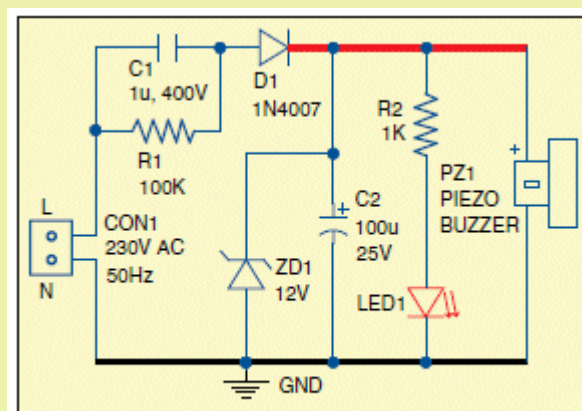 C1
1u, 400V
D1
1N4007
R1
100K
R2
1K
PZ1
PIEZO
BUZZER
L
CON1
230V AC
50Hz
N
C2
100u
25V
ZD1
12V
LED1
GND
+
+